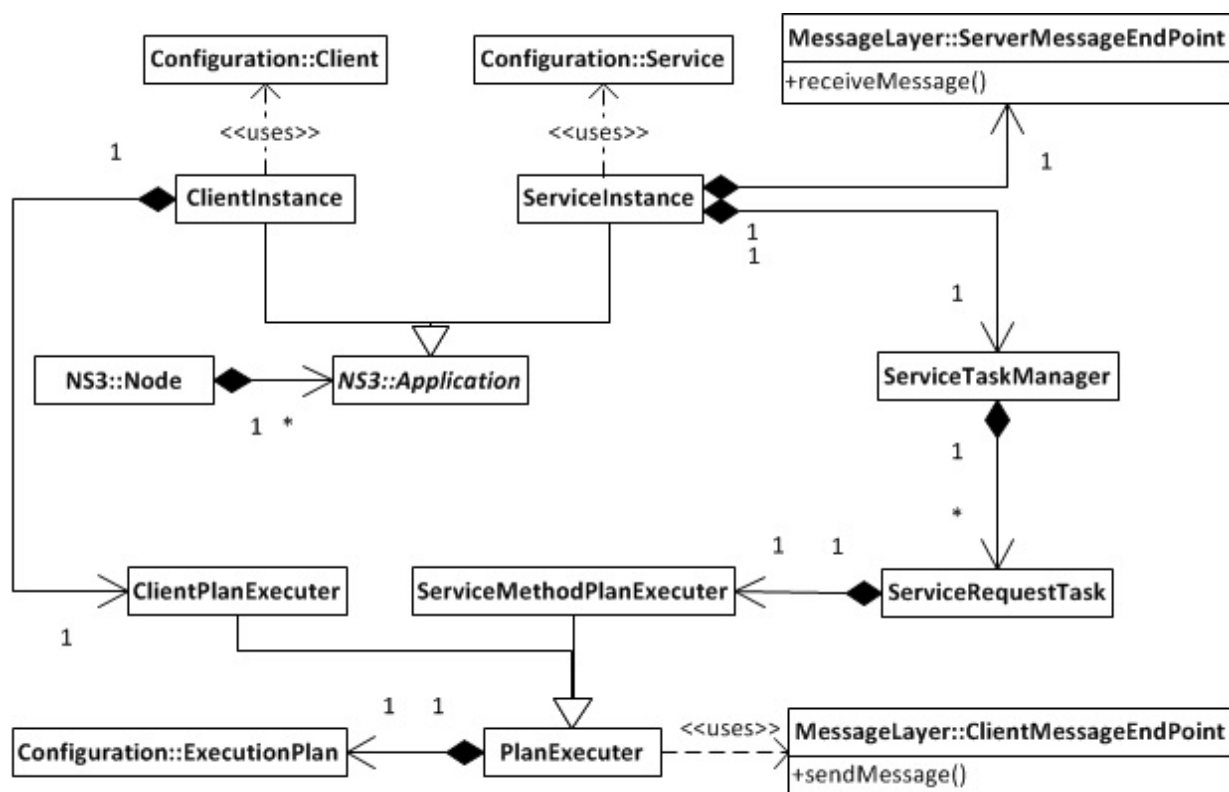 Configuration::Client
Configuration::Service
MessageLayer::ServerMessageEndPoint
+receiveMessage()
<<uses>>
<<uses>>
1
1
ClientInstance
ServiceInstance
1
1
1
NS3::Node
NS3::Application
ServiceTaskManager
1 *
1
*
1
1
ClientPlanExecuter
ServiceMethodPlanExecuter
ServiceRequestTask
1
1
1
<<uses>>
Configuration::ExecutionPlan
PlanExecuter
MessageLayer::ClientMessageEndPoint
+sendMessage()